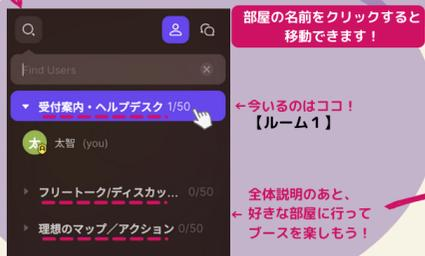 部屋の名前をクリックすると
移動できます！
Find Users
受付案内・ヘルプデスク 1/50
←今いるのはココ！
【ルーム１】
太
太智 (you)
フリートーク/ディスカッ... 0/50
理想のマップ／アクション 0/50
全体説明のあと、
← 好きな部屋に行って
ブースを楽しもう！